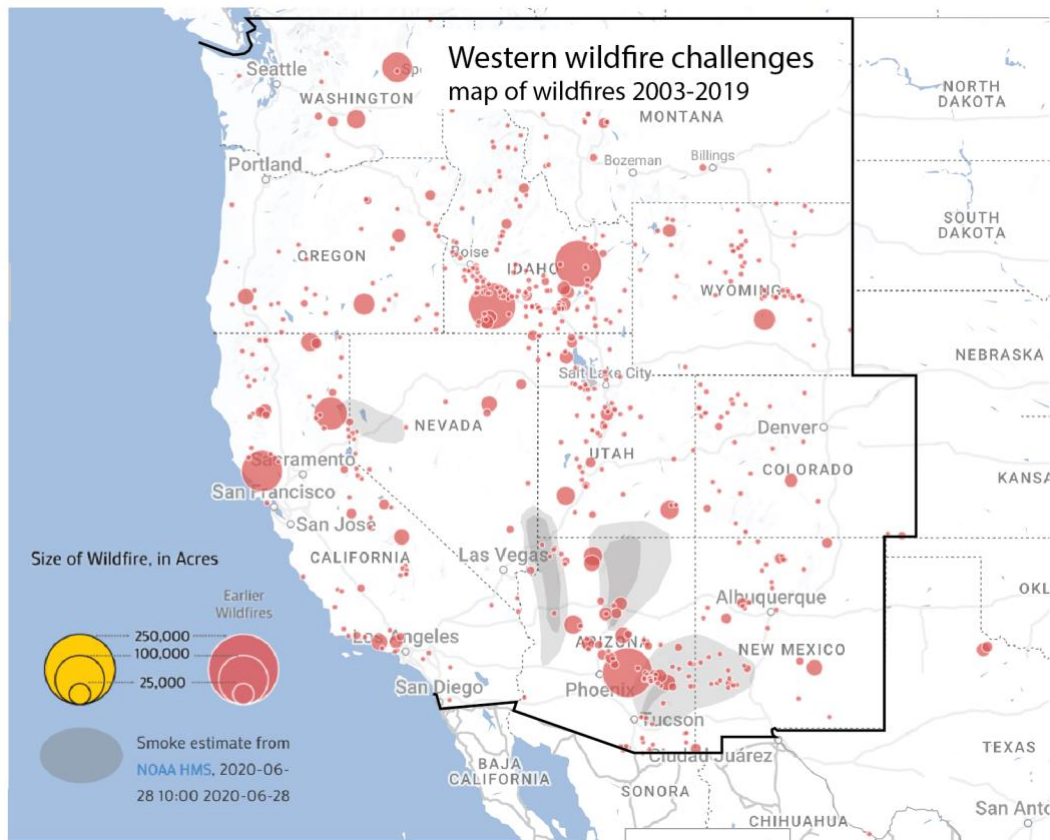 Western wildfire challenges
map of wildfires 2003-2019
Seattle
WASHINGTON
Portland
MONTANA
Bozeman
Billings
NORTH
DAKOTA
SOUTH
DAKOTA
OREGON
Boise
IDAHO
WYOMING
NEBRASKA
Salt Lake City
NEVADA
UTAH
Denver
COLORADO
KANSA
Sacramento
San Francisco
San José
CALIFORNIA
Las Vegas
Albuquerque
OKL
ARIZONA
NEW MEXICO
Los Angeles
Phoenix
San Diego
Tucson
Ciudad Juárez
TEXAS
BAJA
CALIFORNIA
SONORA
CHIHUAHUA
San Anto
Size of Wildfire, in Acres
Earlier
Wildfires
250,000
100,000
25,000
Smoke estimate from
NOAA HMS, 2020-06-
28 10:00 2020-06-28